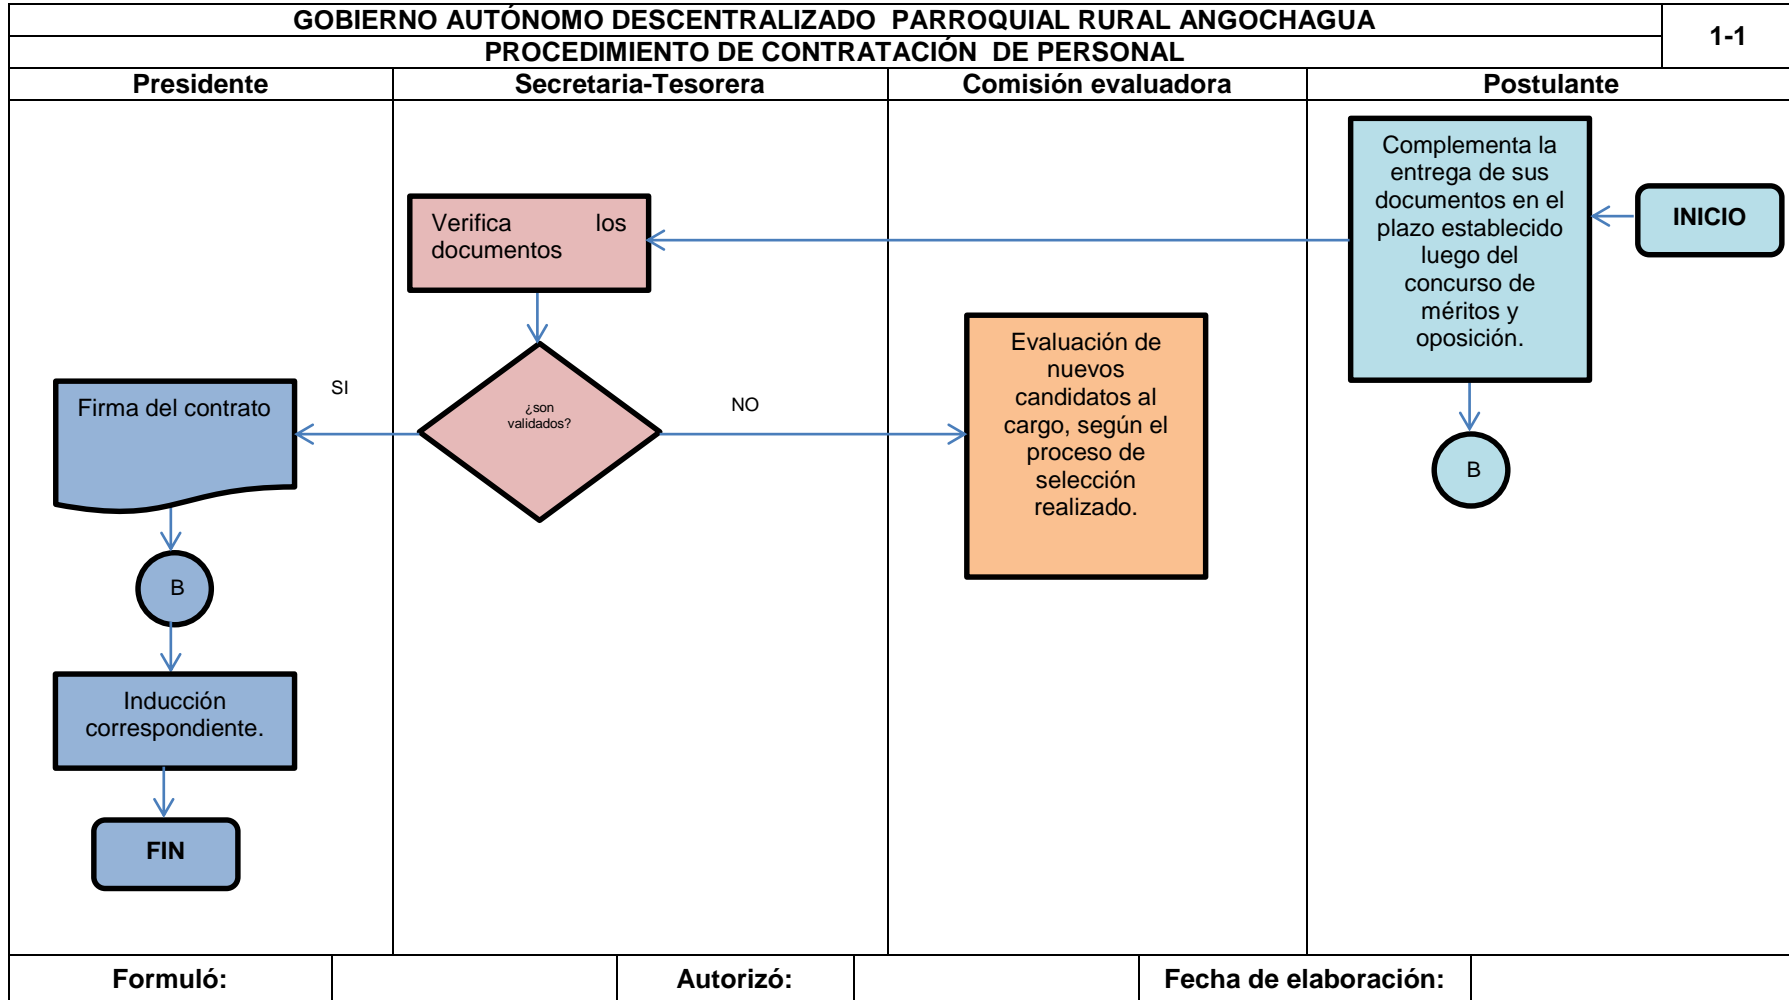 GOBIERNO AUTÓNOMO DESCENTRALIZADO PARROQUIAL RURAL ANGOCHAGUA
1-1
PROCEDIMIENTO DE CONTRATACIÓN DE PERSONAL
Presidente
Secretaria-Tesorera
Comisión evaluadora
Postulante
INICIO
Complementa la
entrega de sus
documentos en el
plazo establecido
luego del
concurso de
méritos y
oposición.
B
Verifica los
documentos
¿son
validados?
SI
NO
Evaluación de
nuevos
candidatos al
cargo, según el
proceso de
selección
realizado.
Firma del contrato
B
Inducción
correspondiente.
FIN
Formuló:
Autorizó:
Fecha de elaboración: